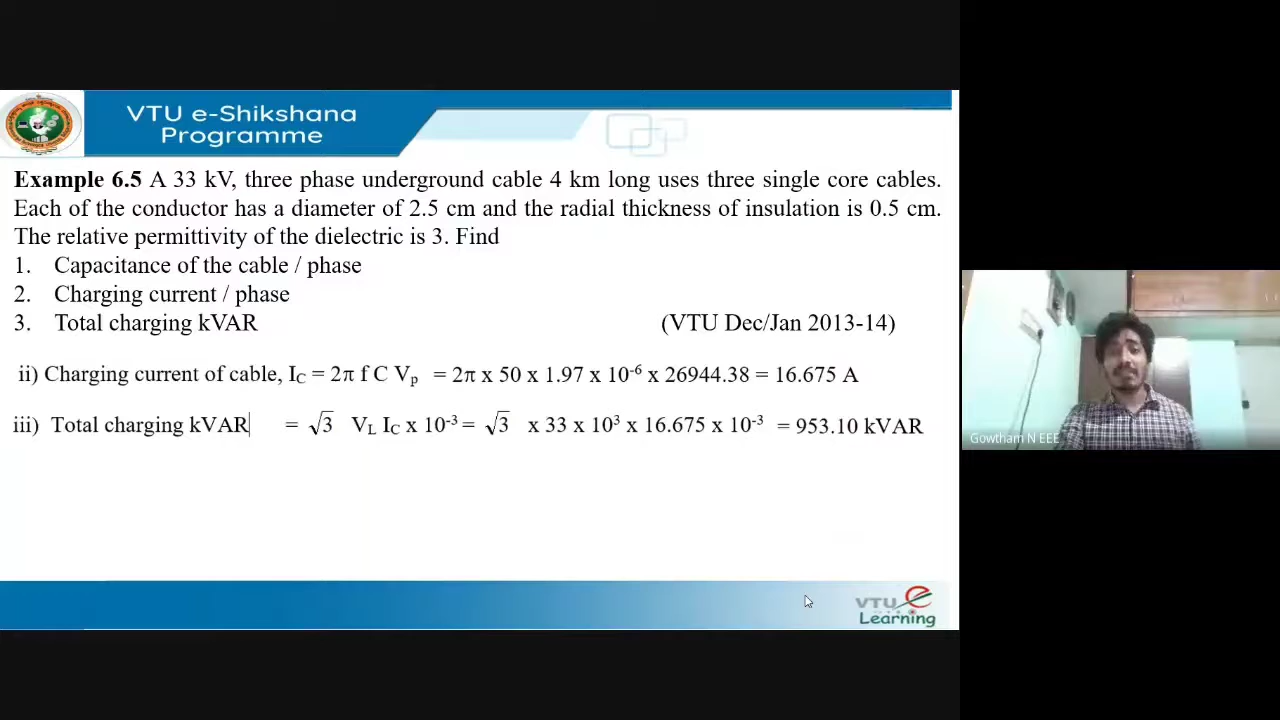 VTU e-Shikshana
Programme
Example 6.5 A 33 kV, three phase underground cable 4 km long uses three single core cables.
Each of the conductor has a diameter of 2.5 cm and the radial thickness of insulation is 0.5 cm.
The relative permittivity of the dielectric is 3. Find
1. Capacitance of the cable / phase
2. Charging current / phase
3. Total charging kVAR (VTU Dec/Jan 2013-14)
ii) Charging current of cable, I_C = 2π f C V_p = 2π x 50 x 1.97 x 10⁻⁶ x 26944.38 = 16.675 A
iii) Total charging kVAR = √3 V_L I_C x 10⁻³ = √3 x 33 x 10³ x 16.675 x 10⁻³ = 953.10 kVAR
Gowtham N EEE
VTU e
Learning